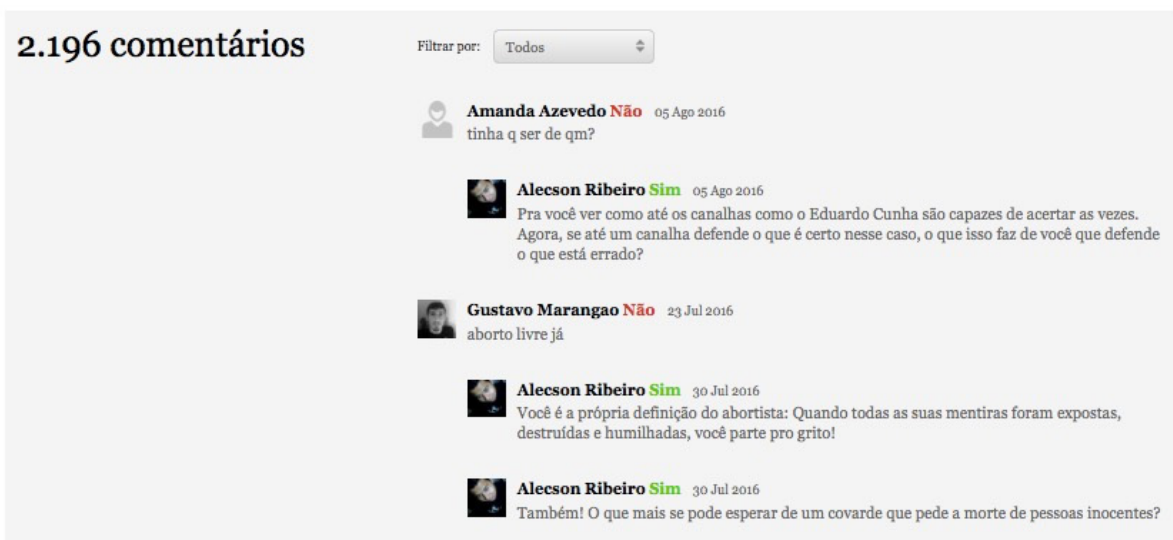 2.196 comentários
Filtrar por: Todos
Amanda Azevedo Não 05 Ago 2016
tinha q ser de qm?
Alecson Ribeiro Sim 05 Ago 2016
Pra você ver como até os canalhas como o Eduardo Cunha são capazes de acertar as vezes.
Agora, se até um canalha defende o que é certo nesse caso, o que isso faz de você que defende
o que está errado?
Gustavo Marangao Não 23 Jul 2016
aborto livre já
Alecson Ribeiro Sim 30 Jul 2016
Você é a própria definição do abortista: Quando todas as suas mentiras foram expostas,
destruídas e humilhadas, você parte pro grito!
Alecson Ribeiro Sim 30 Jul 2016
Também! O que mais se pode esperar de um covarde que pede a morte de pessoas inocentes?